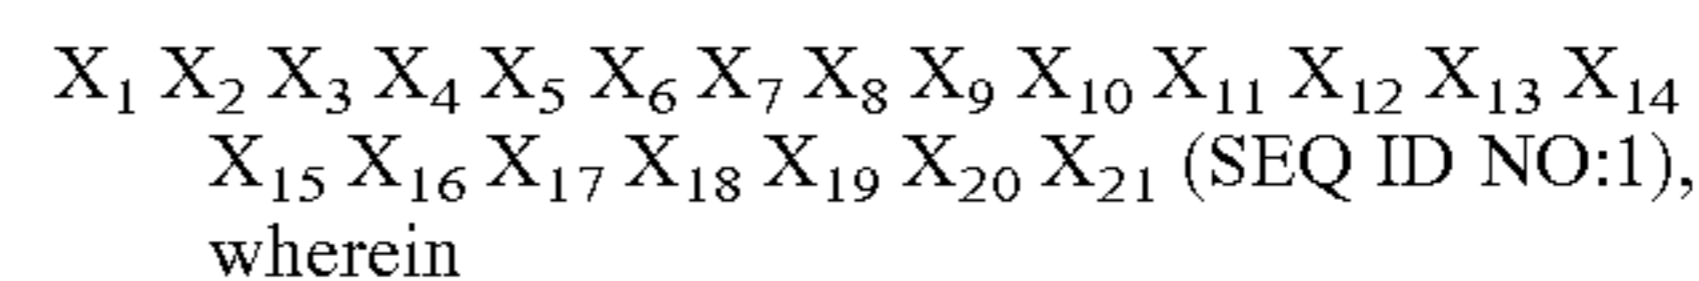 X₁ X₂ X₃ X₄ X₅ X₆ X₇ X₈ X₉ X₁₀ X₁₁ X₁₂ X₁₃ X₁₄
X₁₅ X₁₆ X₁₇ X₁₈ X₁₉ X₂₀ X₂₁ (SEQ ID NO:1),
wherein